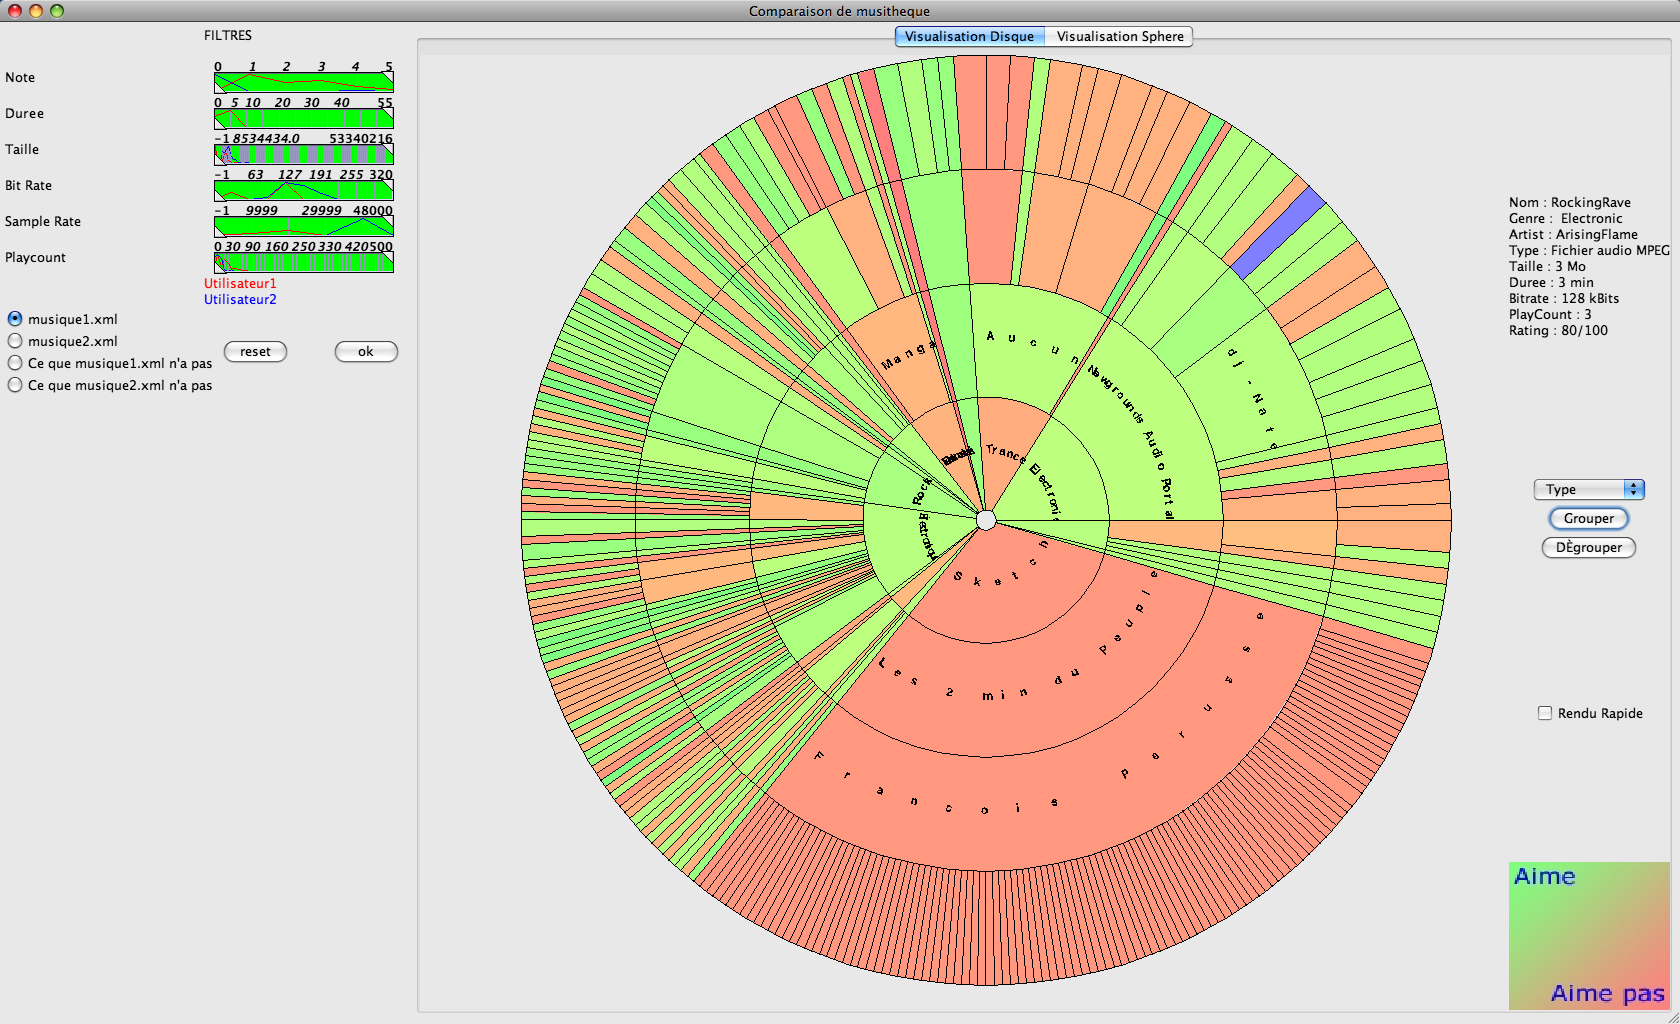 Comparaison de musitheque
FILTRES
Visualisation Disque
Visualisation Sphere
Note
0 1 2 3 4 5
Duree
0 5 10 20 30 40 55
Taille
-1 8534434.0 53340216
Bit Rate
-1 63 127 191 255 320
Sample Rate
-1 9999 29999 48000
Playcount
0 30 90 160 250 330 420 500
Utilisateur1
Utilisateur2
musique1.xml
musique2.xml
Ce que musique1.xml n'a pas
Ce que musique2.xml n'a pas
reset
ok
Manga
Aucun
Newgrounds Audio Portal
dj-Nate
Trance
Electronic
Rock
Sketch
Les 2 min du Peuple
Francois Perusse
Nom : RockingRave
Genre : Electronic
Artist : ArisingFlame
Type : Fichier audio MPEG
Taille : 3 Mo
Duree : 3 min
Bitrate : 128 kBits
PlayCount : 3
Rating : 80/100
Type
Grouper
DÈgrouper
Rendu Rapide
Aime
Aime pas